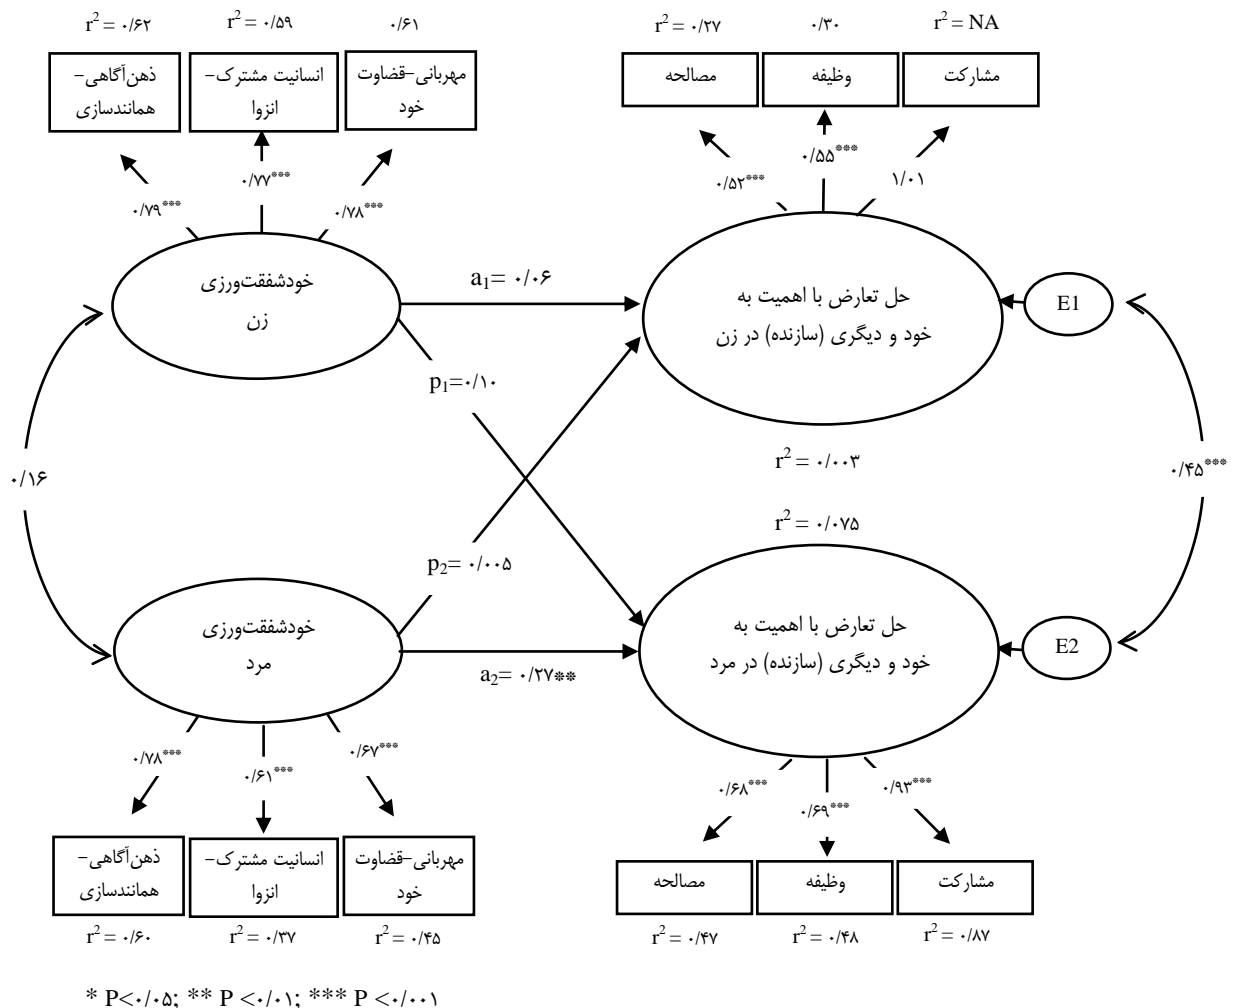 r² = ۰/۶۲
r² = ۰/۵۹
۰/۶۱
r² = ۰/۲۷
۰/۳۰
r² = NA
ذهن‌آگاهی-
همانندسازی
انسانیت مشترک-
انزوا
مهربانی-قضاوت
خود
مصالحه
وظیفه
مشارکت
۰/۷۹***
۰/۷۷***
۰/۷۸***
۰/۵۲***
۰/۵۵***
۱/۰۱
خودشفقت‌ورزی
زن
a₁= ۰/۰۶
حل تعارض با اهمیت به
خود و دیگری (سازنده) در زن
E1
p₁=۰/۱۰
r² = ۰/۰۰۳
۰/۱۶
۰/۴۵***
r² = ۰/۰۷۵
p₂= ۰/۰۰۵
خودشفقت‌ورزی
مرد
a₂= ۰/۲۷**
حل تعارض با اهمیت به
خود و دیگری (سازنده) در مرد
E2
۰/۷۸***
۰/۶۱***
۰/۶۷***
۰/۶۸***
۰/۶۹***
۰/۹۳***
ذهن‌آگاهی-
همانندسازی
انسانیت مشترک-
انزوا
مهربانی-قضاوت
خود
مصالحه
وظیفه
مشارکت
r² = ۰/۶۰
r² = ۰/۳۷
r² = ۰/۴۵
r² = ۰/۴۷
r² = ۰/۴۸
r² = ۰/۸۷
* P<۰/۰۵; ** P <۰/۰۱; *** P <۰/۰۰۱